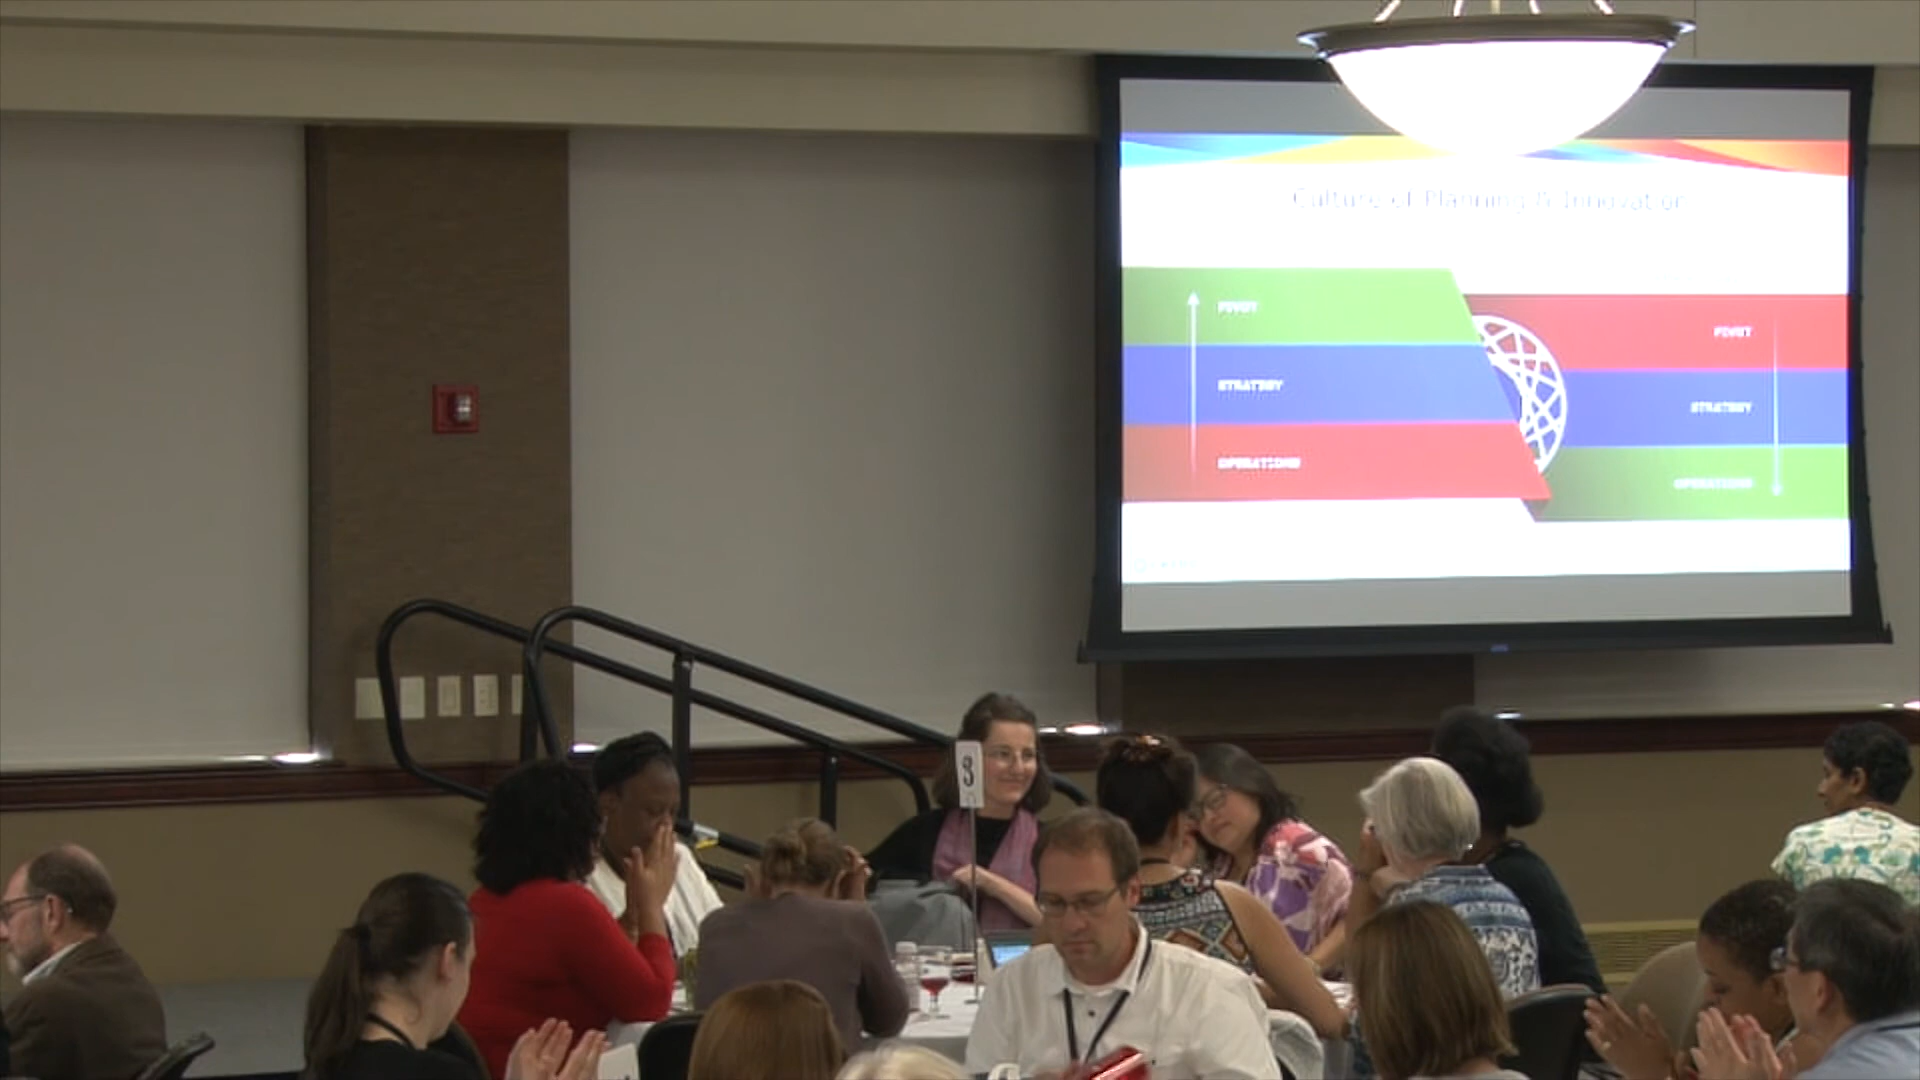 Culture of Planning & Innovation
PIVOT
STRATEGY
OPERATIONS
PIVOT
STRATEGY
OPERATIONS
3